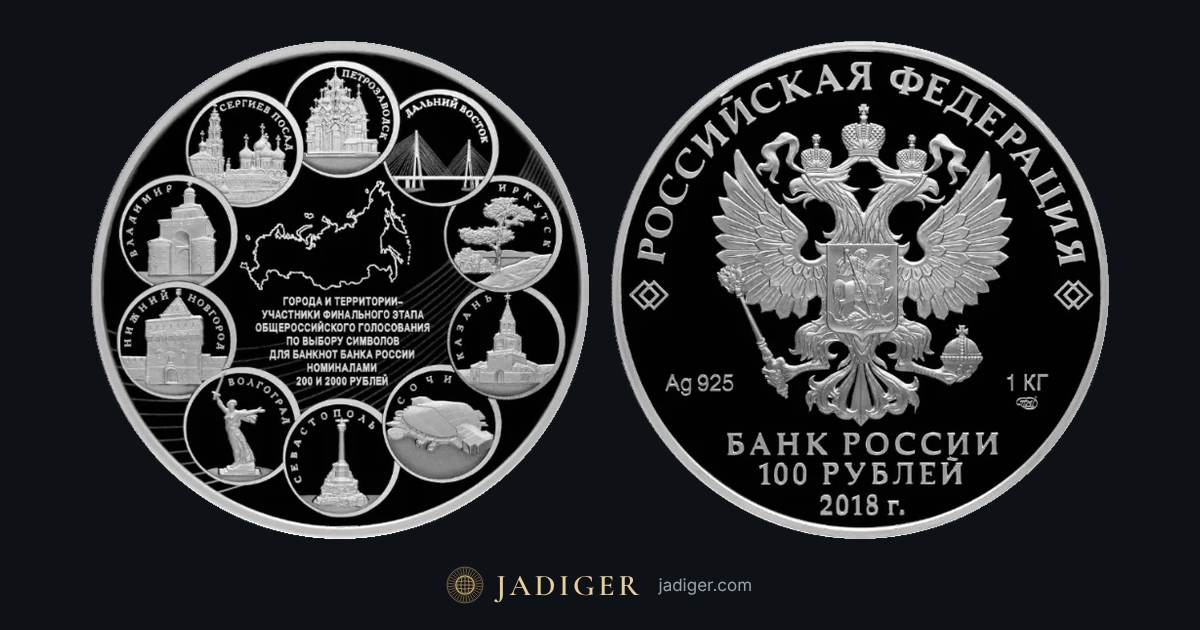 ПЕТРОЗАВОДСК
ДАЛЬНИЙ ВОСТОК
ИРКУТСК
КАЗАНЬ
СОЧИ
СЕВАСТОПОЛЬ
ВОЛГОГРАД
НИЖНИЙ НОВГОРОД
ВЛАДИМИР
СЕРГИЕВ ПОСАД
ГОРОДА И ТЕРРИТОРИИ–
УЧАСТНИКИ ФИНАЛЬНОГО ЭТАПА
ОБЩЕРОССИЙСКОГО ГОЛОСОВАНИЯ
ПО ВЫБОРУ СИМВОЛОВ
ДЛЯ БАНКНОТ БАНКА РОССИИ
НОМИНАЛАМИ
200 И 2000 РУБЛЕЙ
РОССИЙСКАЯ ФЕДЕРАЦИЯ
Ag 925
1 КГ
БАНК РОССИИ
100 РУБЛЕЙ
2018 г.
JADIGER
jadiger.com